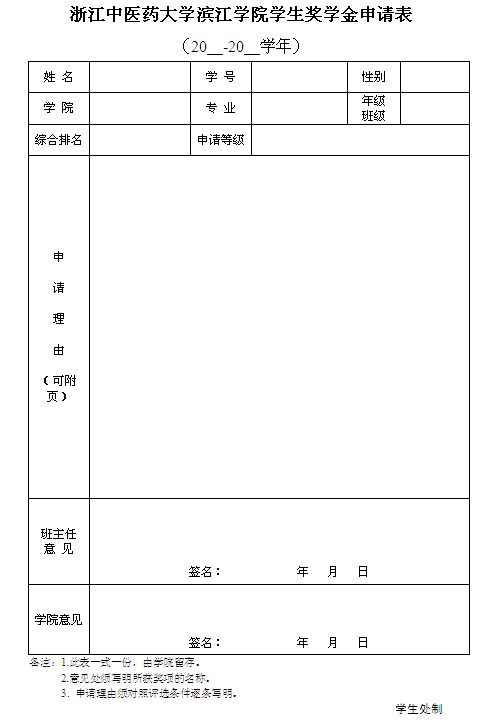 浙江中医药大学滨江学院学生奖学金申请表
（20__-20__学年）
姓 名 学 号 性别
学 院 专 业 年级
班级
综合排名 申请等级
申
请
理
由
（可附
页）
班主任
意 见
签名： 年 月 日
学院意见
签名： 年 月 日
备注：1.此表一式一份，由学院留存。
2.意见处须写明所获奖项的名称。
3. 申请理由须对照评选条件逐条写明。
学生处制